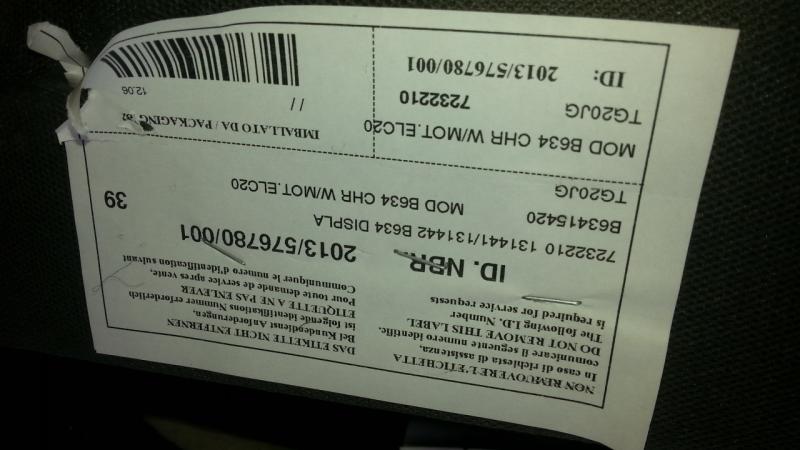 NON RIMUOVERE L'ETICHETTA
In caso di richiesta di assistenza,
comunicare il seguente numero identific.
DO NOT REMOVE THIS LABEL
The following I.D. Number
is required for service requests
DAS ETIKETTE NICHT ENTFERNEN
Bei Kundendienst Anforderungen,
ist folgende Identifikations Nummer erforderlich
ETIQUETTE A NE PAS ENLEVER
Pour toute demande de service apres vente,
Communiquer le numero d'identification suivant
ID. NBR. 2013/576780/001
7232210 131441/131442 B634 DISPLA
B63415420 MOD B634 CHR W/MOT.ELC20 39
TG20JG
MOD B634 CHR W/MOT.ELC20
TG20JG 7232210
ID: 2013/576780/001
IMBALLATO DA / PACKAGING
//
12.06